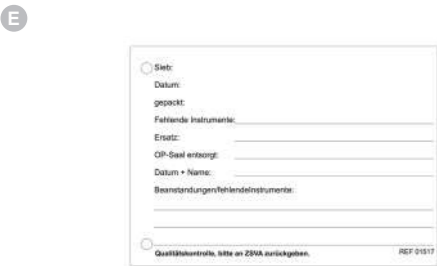 E
Sieb:
Datum:
gepackt:
Fehlende Instrumente:
Ersatz:
OP-Saal entsorgt:
Datum + Name:
Beanstandungen/fehlendeInstrumente:
Qualitätskontrolle, bitte an ZSVA zurückgeben.
REF 01517